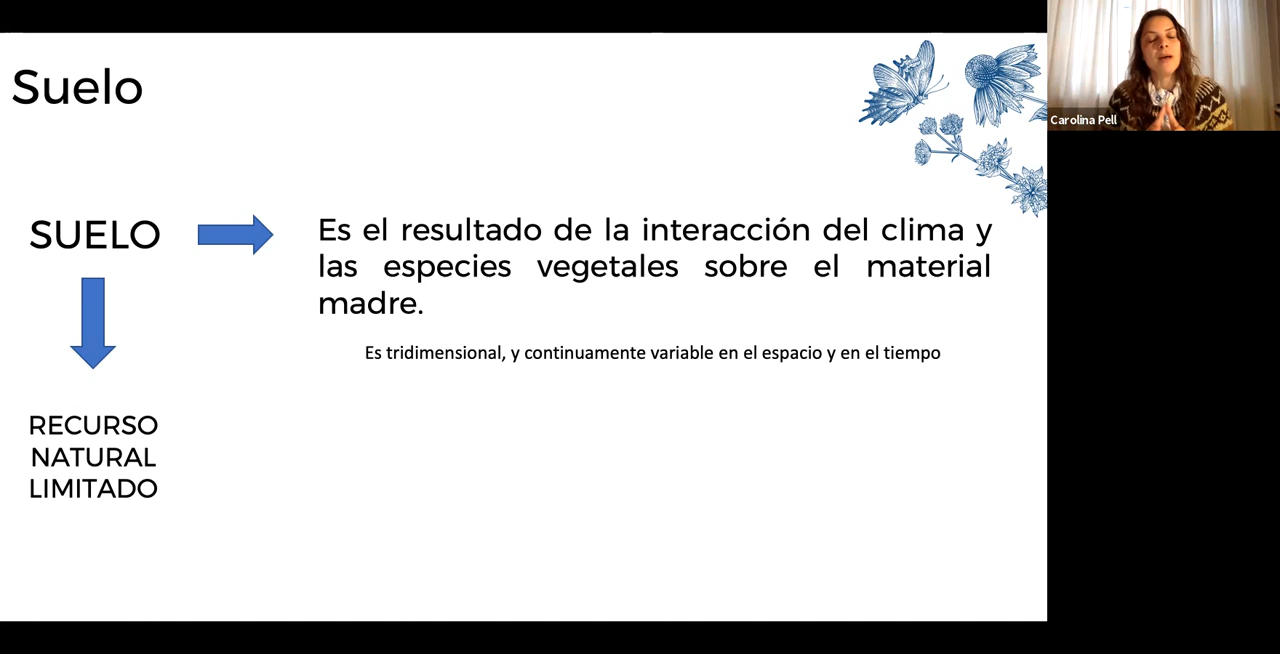 Suelo
SUELO
Es el resultado de la interacción del clima y
las especies vegetales sobre el material
madre.
Es tridimensional, y continuamente variable en el espacio y en el tiempo
RECURSO
NATURAL
LIMITADO
Carolina Pell